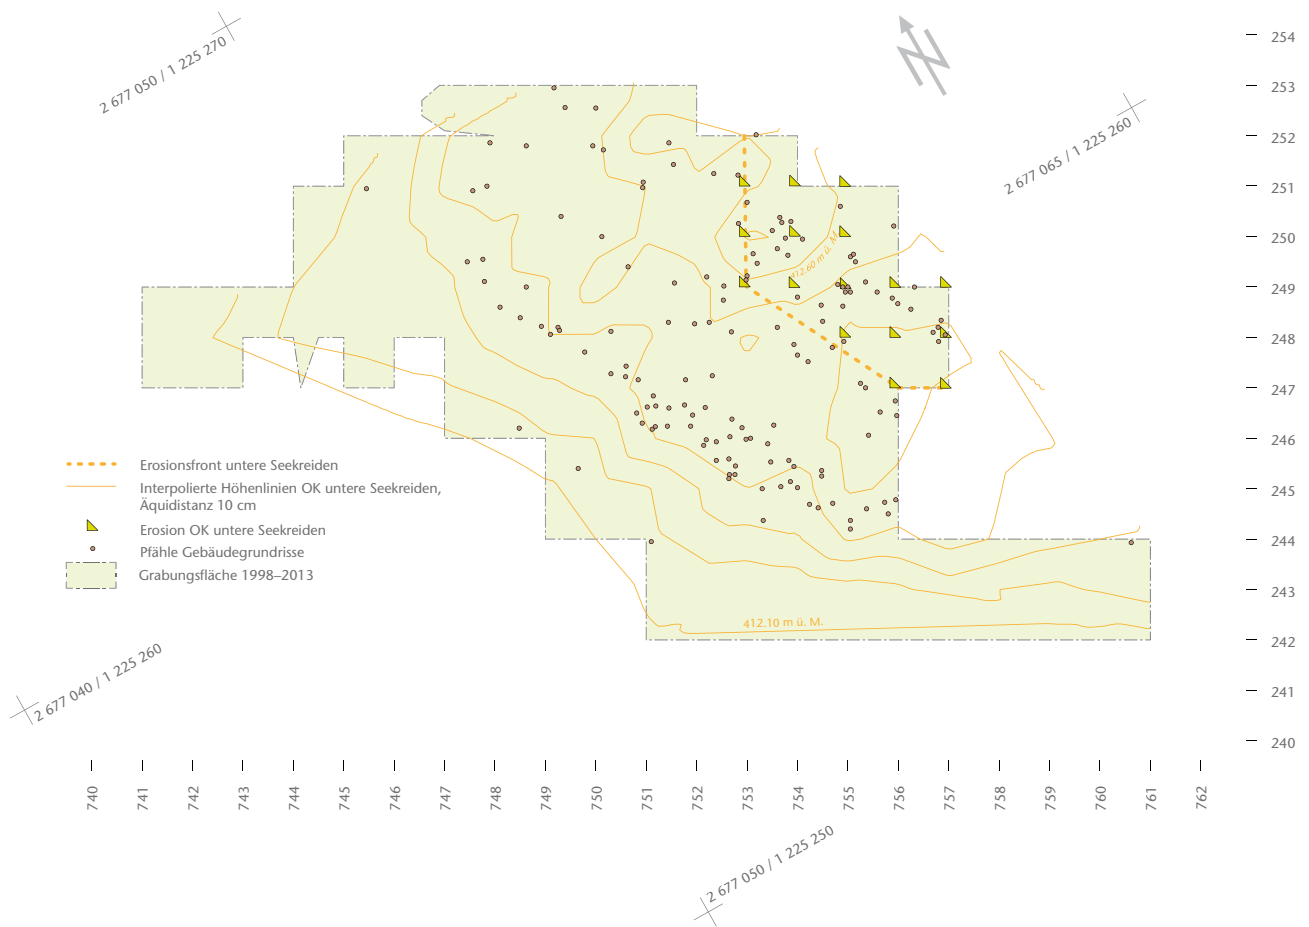 2 677 050 / 1 225 270
2 677 065 / 1 225 260
254
253
252
251
250
249
248
247
246
245
244
243
242
241
240
412.60 m ü. M.
412.10 m ü. M.
Erosionsfront untere Seekreiden
Interpolierte Höhenlinien OK untere Seekreiden,
Äquidistanz 10 cm
Erosion OK untere Seekreiden
Pfähle Gebäudegrundrisse
Grabungsfläche 1998–2013
2 677 040 / 1 225 260
740 741 742 743 744 745 746 747 748 749 750 751 752 753 754 755 756 757 758 759 760 761 762
2 677 050 / 1 225 250